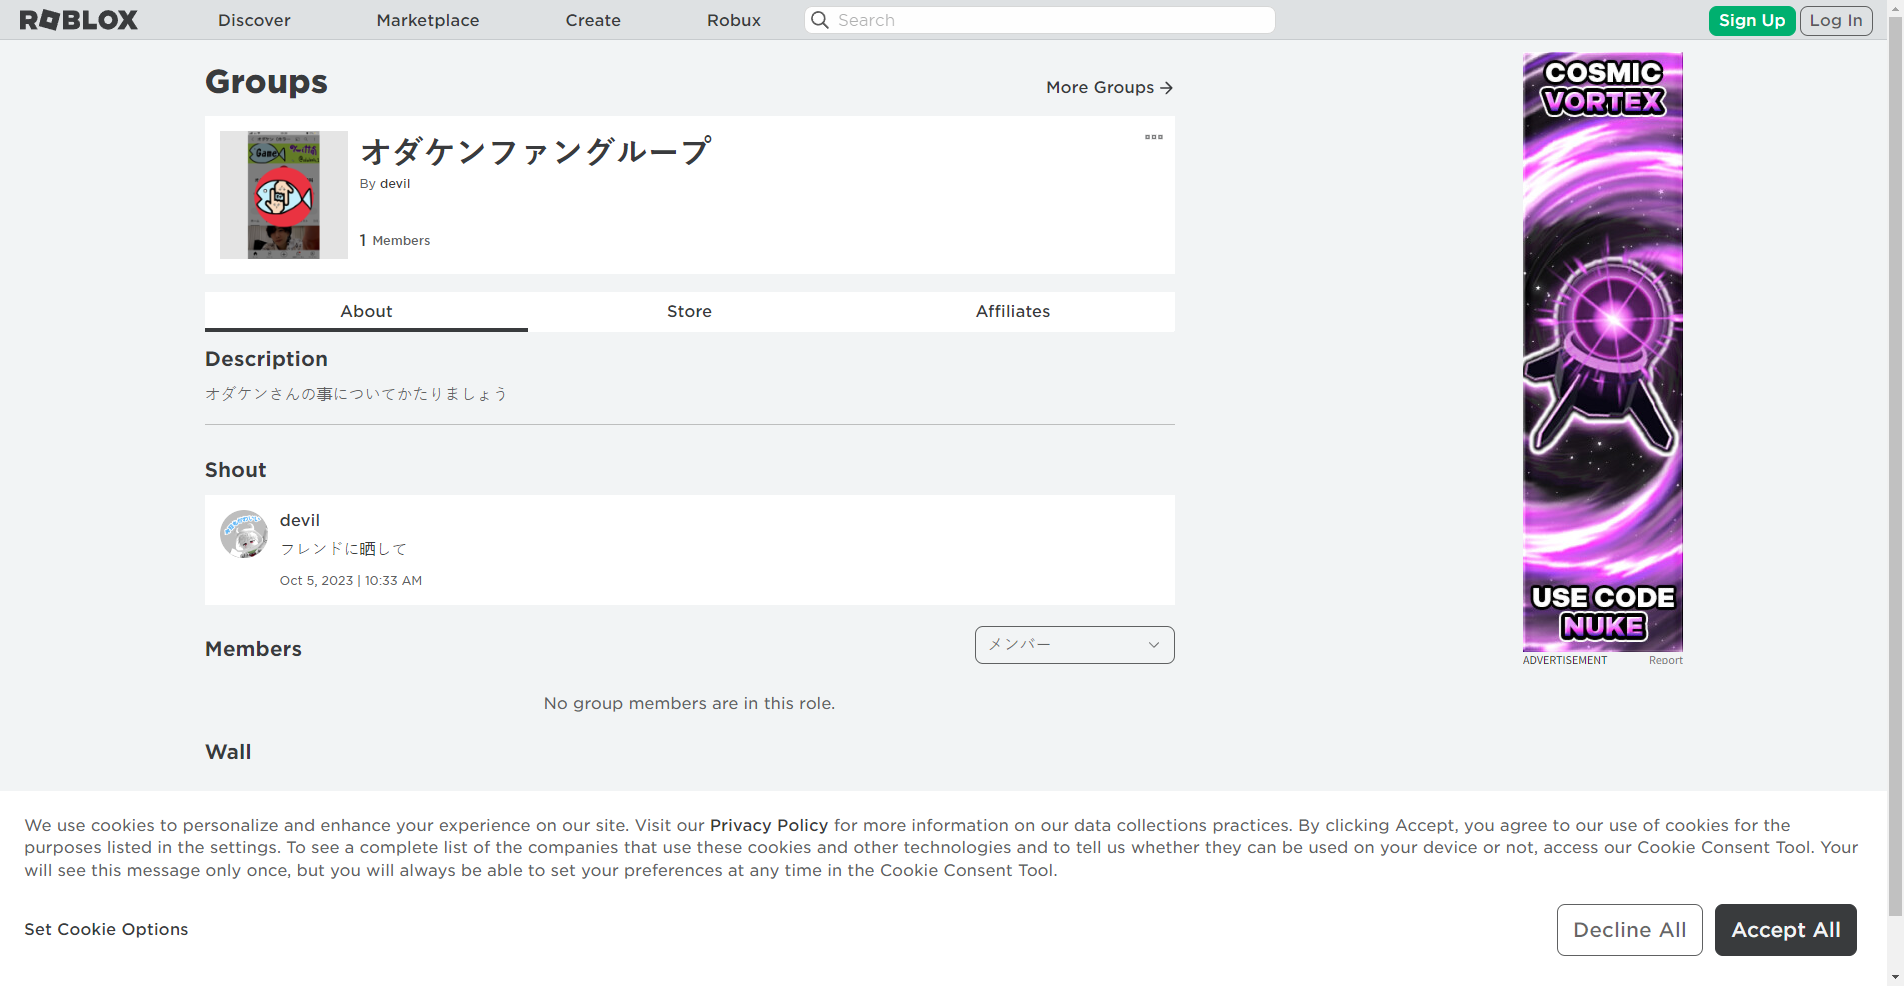 ROBLOX
Discover
Marketplace
Create
Robux
Search
Sign Up
Log In
Groups
More Groups
オダケンファングループ
By devil
1 Members
About
Store
Affiliates
Description
オダケンさんの事についてかたりましょう
Shout
devil
フレンドに晒して
Oct 5, 2023 | 10:33 AM
Members
メンバー
No group members are in this role.
Wall
COSMIC
VORTEX
USE CODE
NUKE
ADVERTISEMENT
Report
We use cookies to personalize and enhance your experience on our site. Visit our Privacy Policy for more information on our data collections practices. By clicking Accept, you agree to our use of cookies for the
purposes listed in the settings. To see a complete list of the companies that use these cookies and other technologies and to tell us whether they can be used on your device or not, access our Cookie Consent Tool. Your
will see this message only once, but you will always be able to set your preferences at any time in the Cookie Consent Tool.
Set Cookie Options
Decline All
Accept All